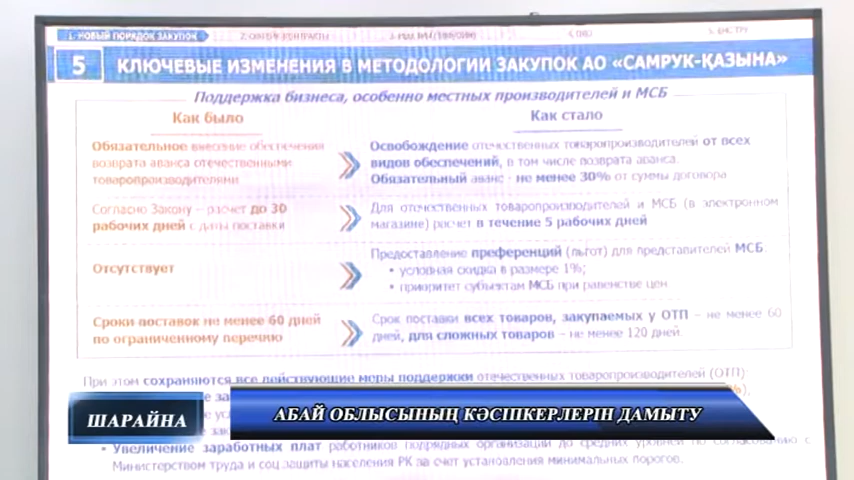 1. НОВЫЙ ПОРЯДОК ЗАКУПОК
5 КЛЮЧЕВЫЕ ИЗМЕНЕНИЯ В МЕТОДОЛОГИИ ЗАКУПОК АО «САМРУК-ҚАЗЫНА»
Поддержка бизнеса, особенно местных производителей и МСБ
Как было
Как стало
Обязательное внесение обеспечения
возврата аванса отечественными
товаропроизводителями
Освобождение отечественных товаропроизводителей от всех
видов обеспечений, в том числе возврата аванса.
Обязательный аванс - не менее 30% от суммы договора
Согласно Закону – расчет до 30
рабочих дней с даты поставки
Для отечественных товаропроизводителей и МСБ (в электронном
магазине) расчет в течение 5 рабочих дней
Отсутствует
Предоставление преференций (льгот) для представителей МСБ:
• условная скидка в размере 1%;
• приоритет субъектам МСБ при равенстве цен
Сроки поставок не менее 60 дней
по ограниченному перечню
Срок поставки всех товаров, закупаемых у ОТП – не менее 60
дней, для сложных товаров – не менее 120 дней.
При этом сохраняются все действующие меры поддержки отечественных товаропроизводителей (ОТП):
ШАРАЙНА
АБАЙ ОБЛЫСЫНЫҢ КӘСІПКЕРЛЕРІН ДАМЫТУ
• Увеличение заработных плат работников подрядных организаций до средних уровней по согласованию с
Министерством труда и соц.защиты населения РК за счет установления минимальных порогов.